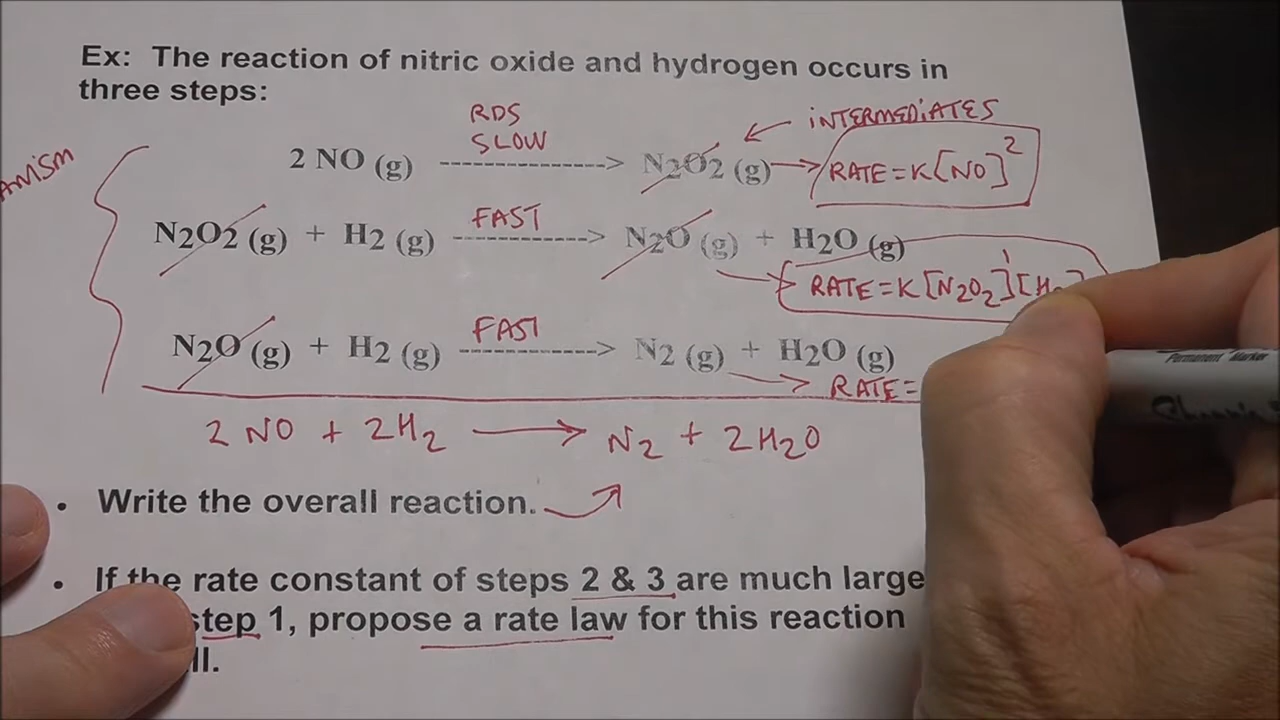 Ex: The reaction of nitric oxide and hydrogen occurs in
three steps:
RDS
SLOW
INTERMEDIATES
2 NO (g) ------------> N2O2 (g) → RATE=K[NO]²
N2O2 (g) + H2 (g) FAST ------------> N2O (g) + H2O (g)
RATE=K[N2O2]¹[H
N2O (g) + H2 (g) FAST ------------> N2 (g) + H2O (g)
RATE=
2 NO + 2H2 → N2 + 2H2O
• Write the overall reaction.
• If the rate constant of steps 2 & 3 are much large
step 1, propose a rate law for this reaction
ll.
Permanent Marker